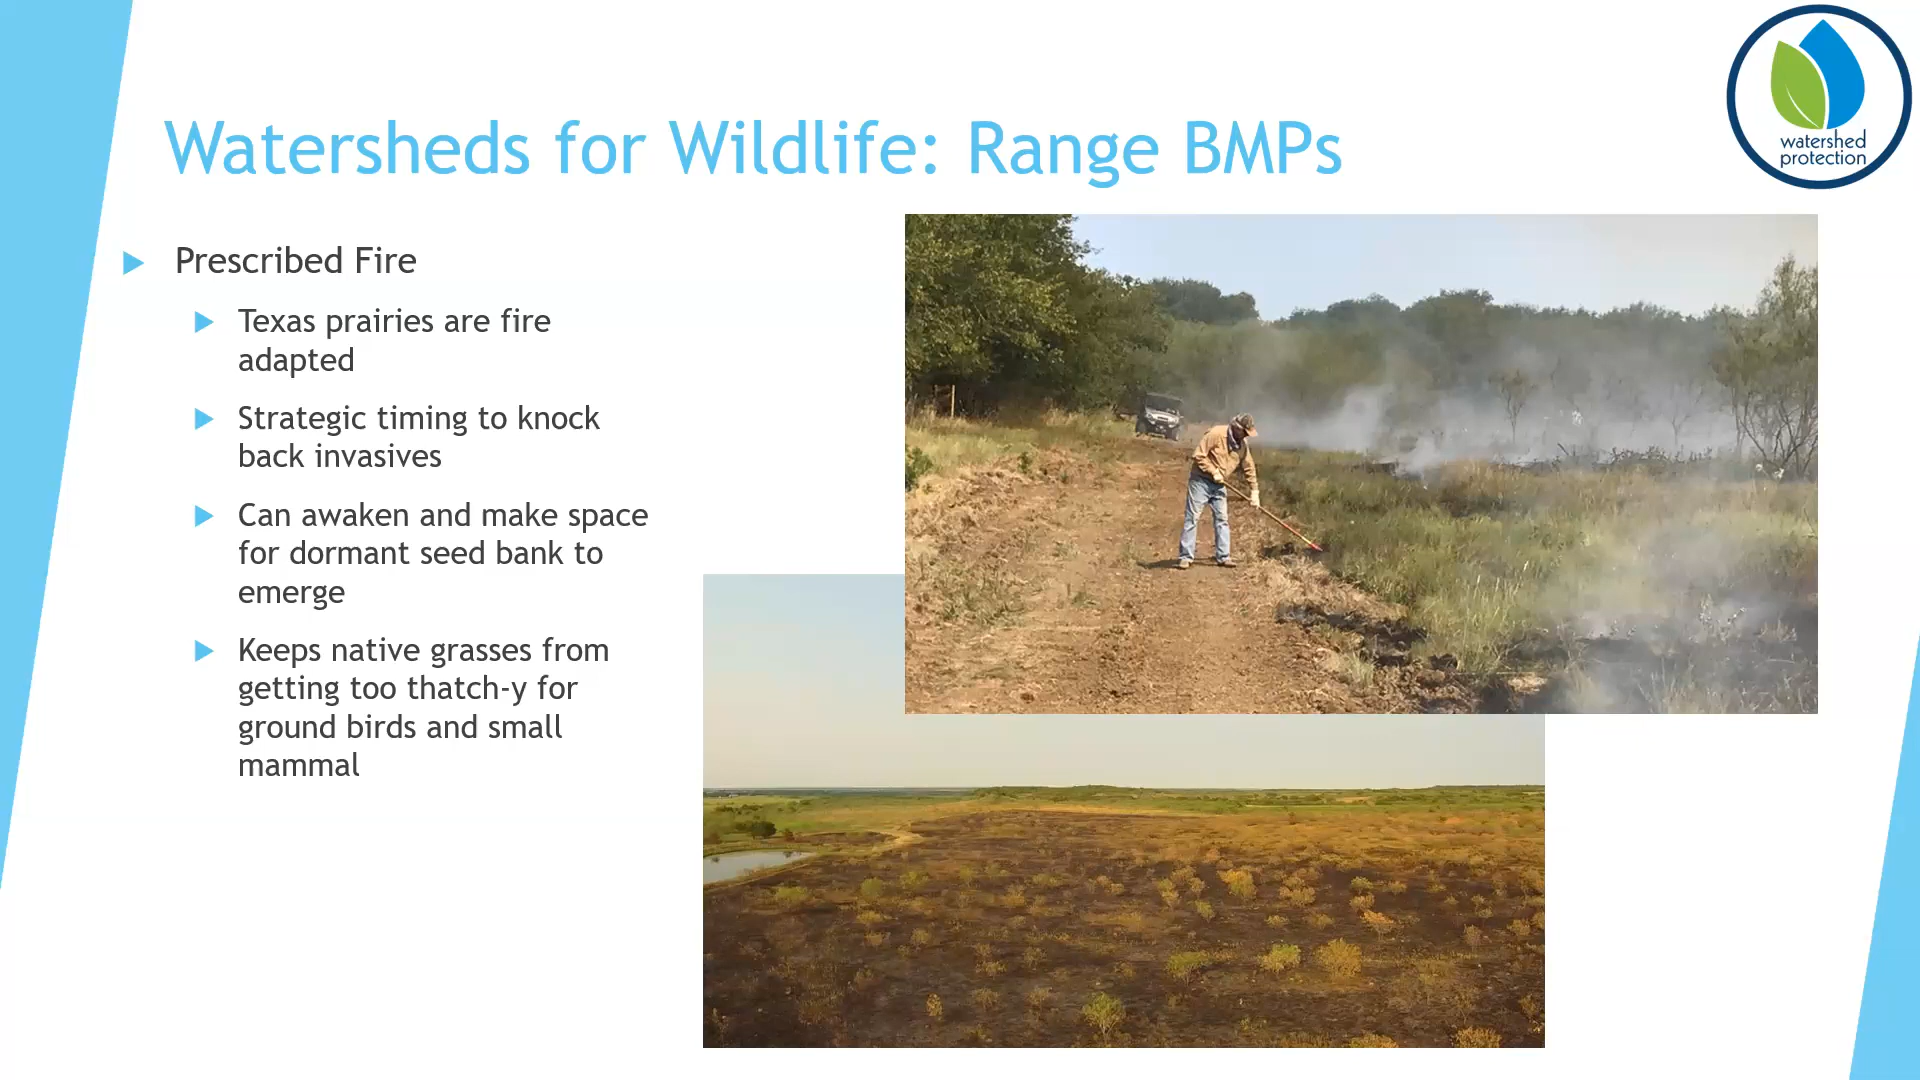 Watersheds for Wildlife: Range BMPs
watershed
protection
Prescribed Fire
Texas prairies are fire
adapted
Strategic timing to knock
back invasives
Can awaken and make space
for dormant seed bank to
emerge
Keeps native grasses from
getting too thatch-y for
ground birds and small
mammal